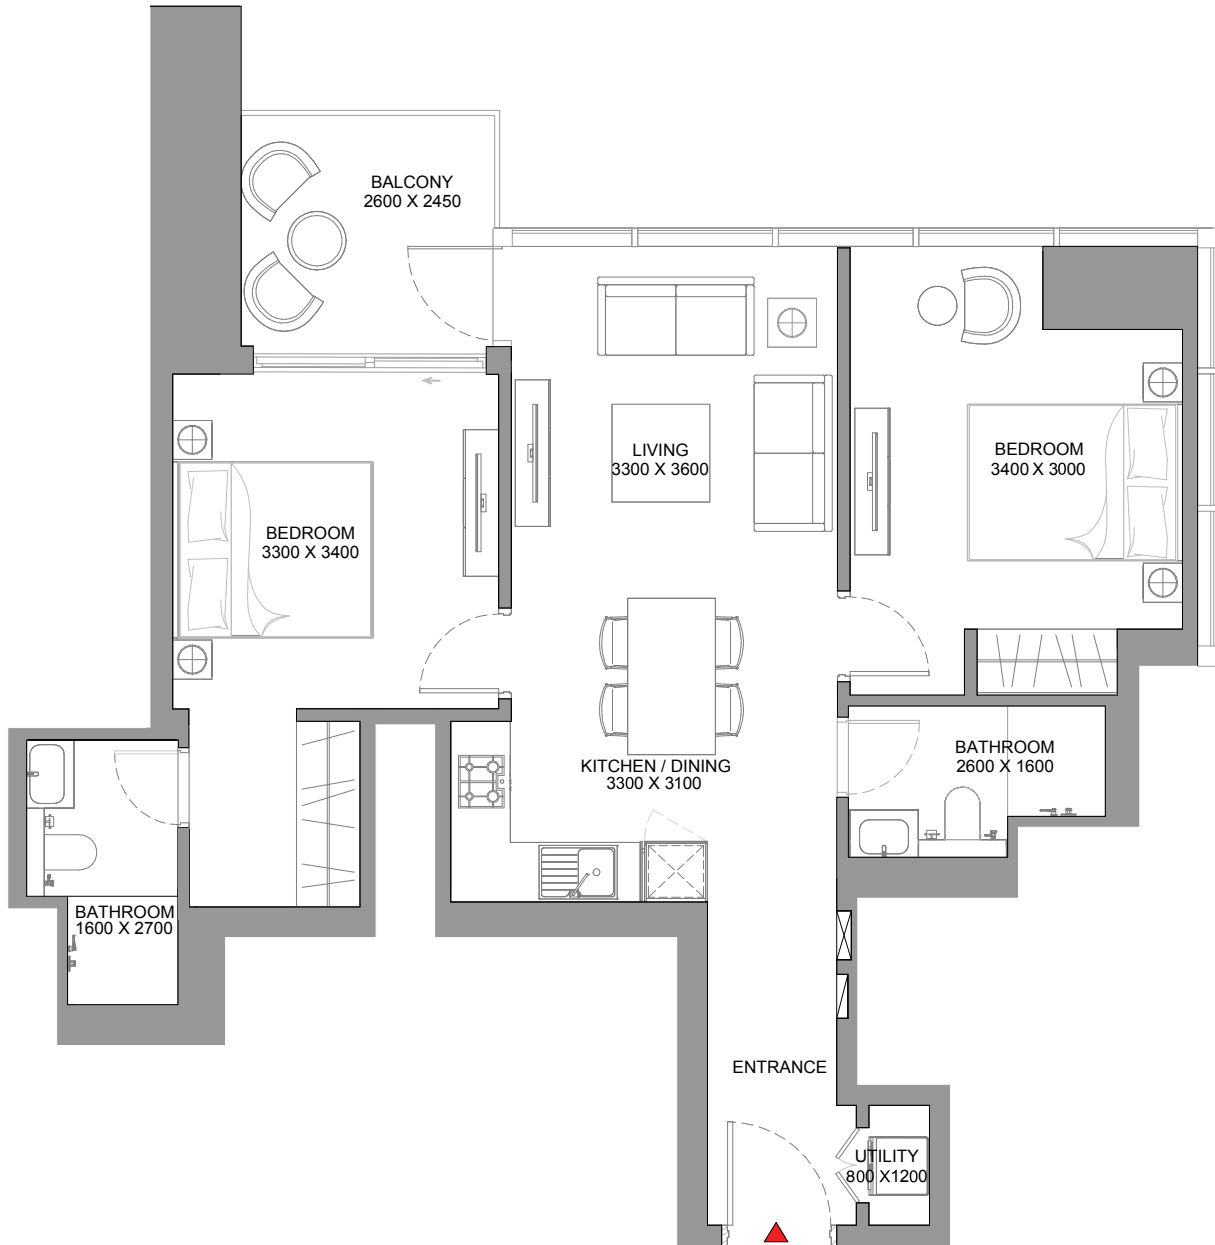 BALCONY
2600 X 2450
LIVING
3300 X 3600
BEDROOM
3400 X 3000
BEDROOM
3300 X 3400
KITCHEN / DINING
3300 X 3100
BATHROOM
2600 X 1600
BATHROOM
1600 X 2700
ENTRANCE
UTILITY
800 X1200